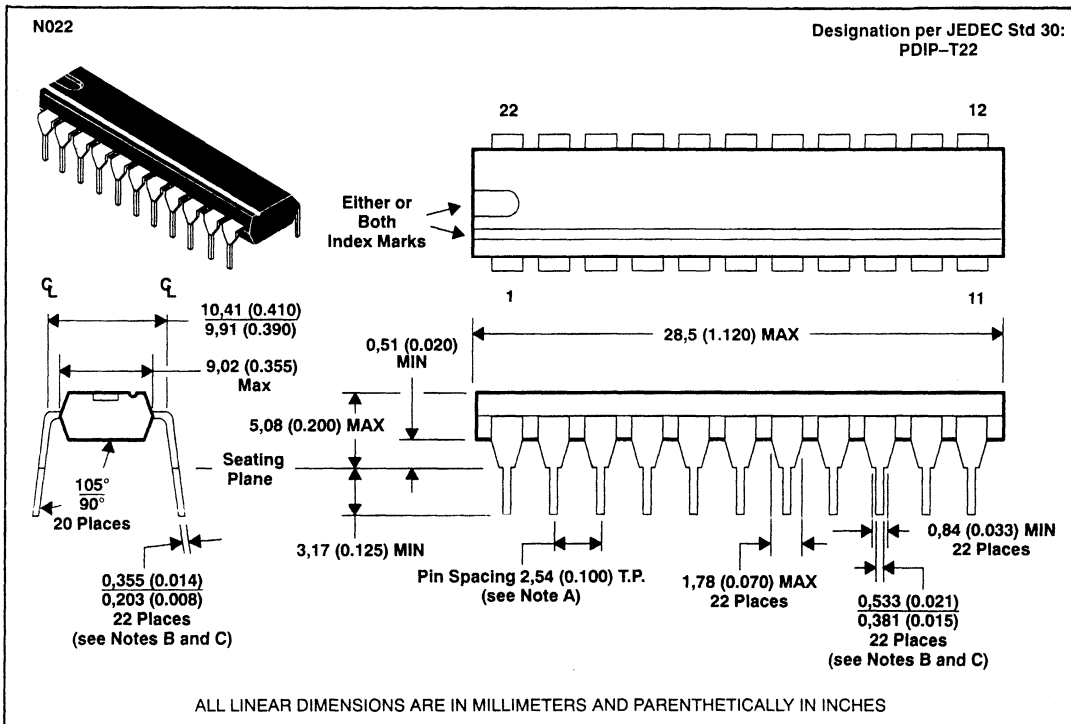 N022
Designation per JEDEC Std 30:
PDIP–T22
22
12
Either or
Both
Index Marks
1
11
℄
℄
10,41 (0.410)
9,91 (0.390)
9,02 (0.355)
Max
0,51 (0.020)
MIN
28,5 (1.120) MAX
5,08 (0.200) MAX
Seating
Plane
105°
90°
20 Places
3,17 (0.125) MIN
0,355 (0.014)
0,203 (0.008)
22 Places
(see Notes B and C)
Pin Spacing 2,54 (0.100) T.P.
(see Note A)
1,78 (0.070) MAX
22 Places
0,84 (0.033) MIN
22 Places
0,533 (0.021)
0,381 (0.015)
22 Places
(see Notes B and C)
ALL LINEAR DIMENSIONS ARE IN MILLIMETERS AND PARENTHETICALLY IN INCHES